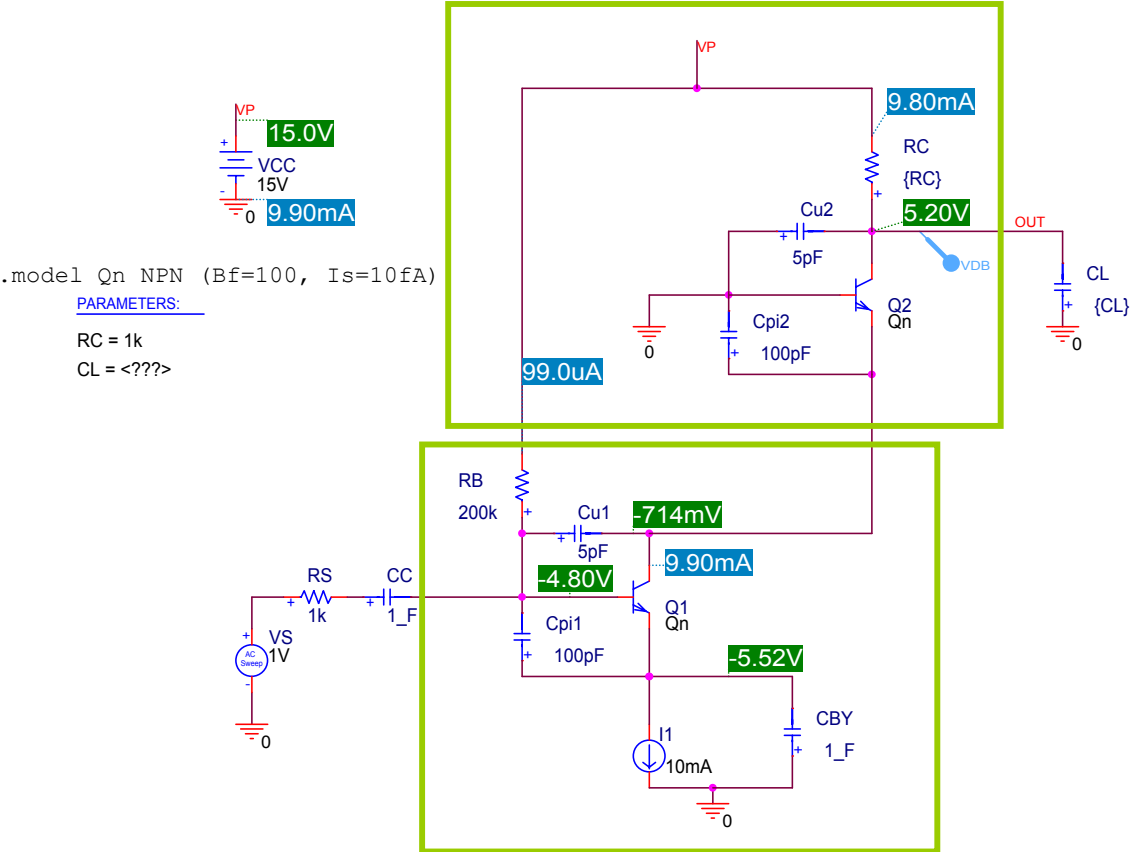 VP
9.80mA
VP
15.0V
+
VCC
15V
-
0
9.90mA
RC
{RC}
+
Cu2
+
5pF
5.20V
OUT
VDB
CL
+
{CL}
0
.model Qn NPN (Bf=100, Is=10fA)
PARAMETERS:
RC = 1k
CL = <???>
0
Cpi2
+
100pF
Q2
Qn
99.0uA
RB
200k
+
Cu1
+
5pF
-714mV
9.90mA
-4.80V
RS
+
1k
CC
+
1_F
Q1
Qn
Cpi1
+
100pF
+
VS
AC
Sweep
1V
-
0
-5.52V
I1
10mA
CBY
+
1_F
0